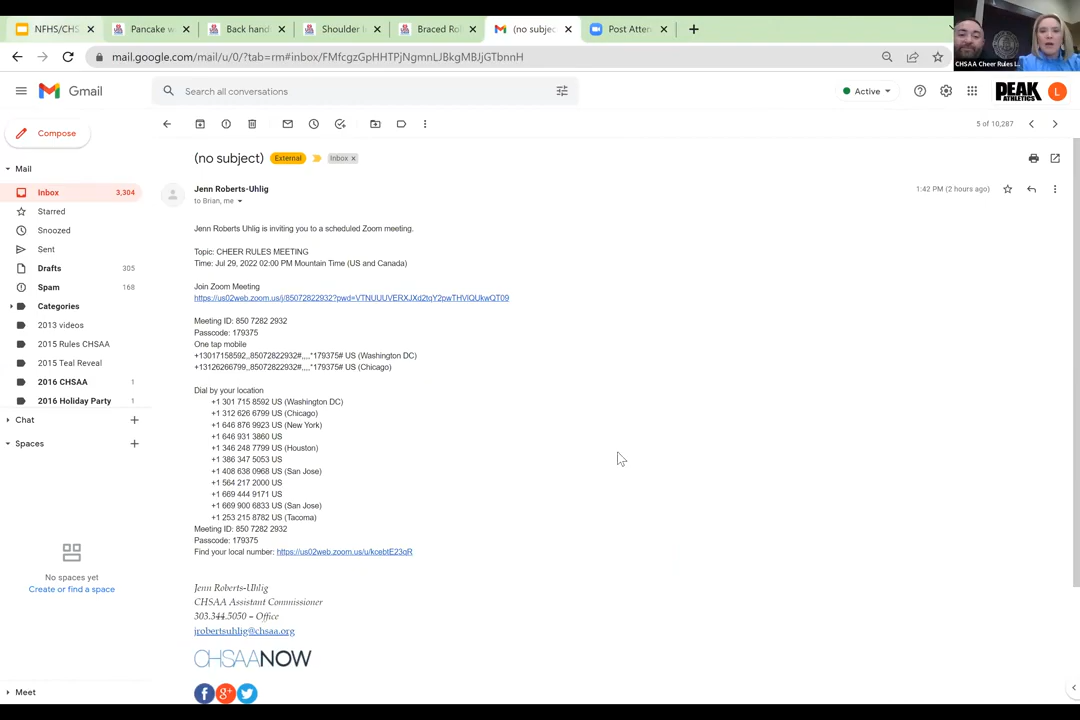 NFHS/CHS
Pancake w
Back hand
Shoulder
Braced Ro
(no subjec
Post Atten
mail.google.com/mail/u/0/?tab=rm#inbox/FMfcgzGpHHTPjNgmnLJBkgMBJjGTbnnH
CHSAA Cheer Rules L...
Gmail
Search all conversations
Active
PEAK
ATHLETICS
L
Compose
5 of 10,287
Mail
(no subject) External Inbox
Inbox 3,304
Starred
Snoozed
Sent
Drafts 305
Spam 168
Categories
2013 videos
2015 Rules CHSAA
2015 Teal Reveal
2016 CHSAA 1
2016 Holiday Party 1
Chat
Spaces
No spaces yet
Create or find a space
Meet
Jenn Roberts-Uhlig
1:42 PM (2 hours ago)
to Brian, me
Jenn Roberts Uhlig is inviting you to a scheduled Zoom meeting.
Topic: CHEER RULES MEETING
Time: Jul 29, 2022 02:00 PM Mountain Time (US and Canada)
Join Zoom Meeting
https://us02web.zoom.us/j/85072822932?pwd=VTNUUUVERXJXd2tqY2pwTHVlQUkwQT09
Meeting ID: 850 7282 2932
Passcode: 179375
One tap mobile
+13017158592,,85072822932#,,,,*179375# US (Washington DC)
+13126266799,,85072822932#,,,,*179375# US (Chicago)
Dial by your location
+1 301 715 8592 US (Washington DC)
+1 312 626 6799 US (Chicago)
+1 646 876 9923 US (New York)
+1 646 931 3860 US
+1 346 248 7799 US (Houston)
+1 386 347 5053 US
+1 408 638 0968 US (San Jose)
+1 564 217 2000 US
+1 669 444 9171 US
+1 669 900 6833 US (San Jose)
+1 253 215 8782 US (Tacoma)
Meeting ID: 850 7282 2932
Passcode: 179375
Find your local number: https://us02web.zoom.us/u/kcebtE23qR
Jenn Roberts-Uhlig
CHSAA Assistant Commissioner
303.344.5050 – Office
jrobertsuhlig@chsaa.org
CHSAANOW